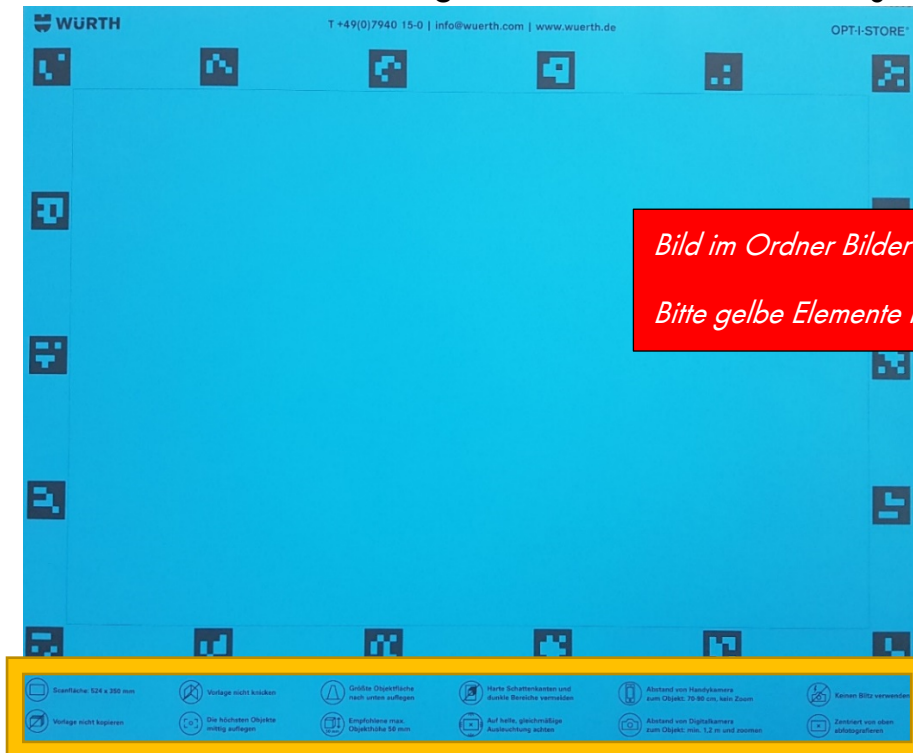 WÜRTH
T +49(0)7940 15-0 | info@wuerth.com | www.wuerth.de
OPT-I-STORE®
Bild im Ordner Bilder
Bitte gelbe Elemente
Scanfläche: 524 x 380 mm
Vorlage nicht knicken
Größte Objektfläche
nach unten auflegen
Harte Schattenkanten und
dunkle Bereiche vermeiden
Abstand von Handykamera
zum Objekt: 70-90 cm, kein Zoom
Keinen Blitz verwenden
Vorlage nicht kopieren
Die höchsten Objekte
mittig auflegen
Empfohlene max.
Objekthöhe 50 mm
Auf helle, gleichmäßige
Ausleuchtung achten
Abstand von Digitalkamera
zum Objekt: min. 1,2 m und zoomen
Zentriert von oben
abfotografieren